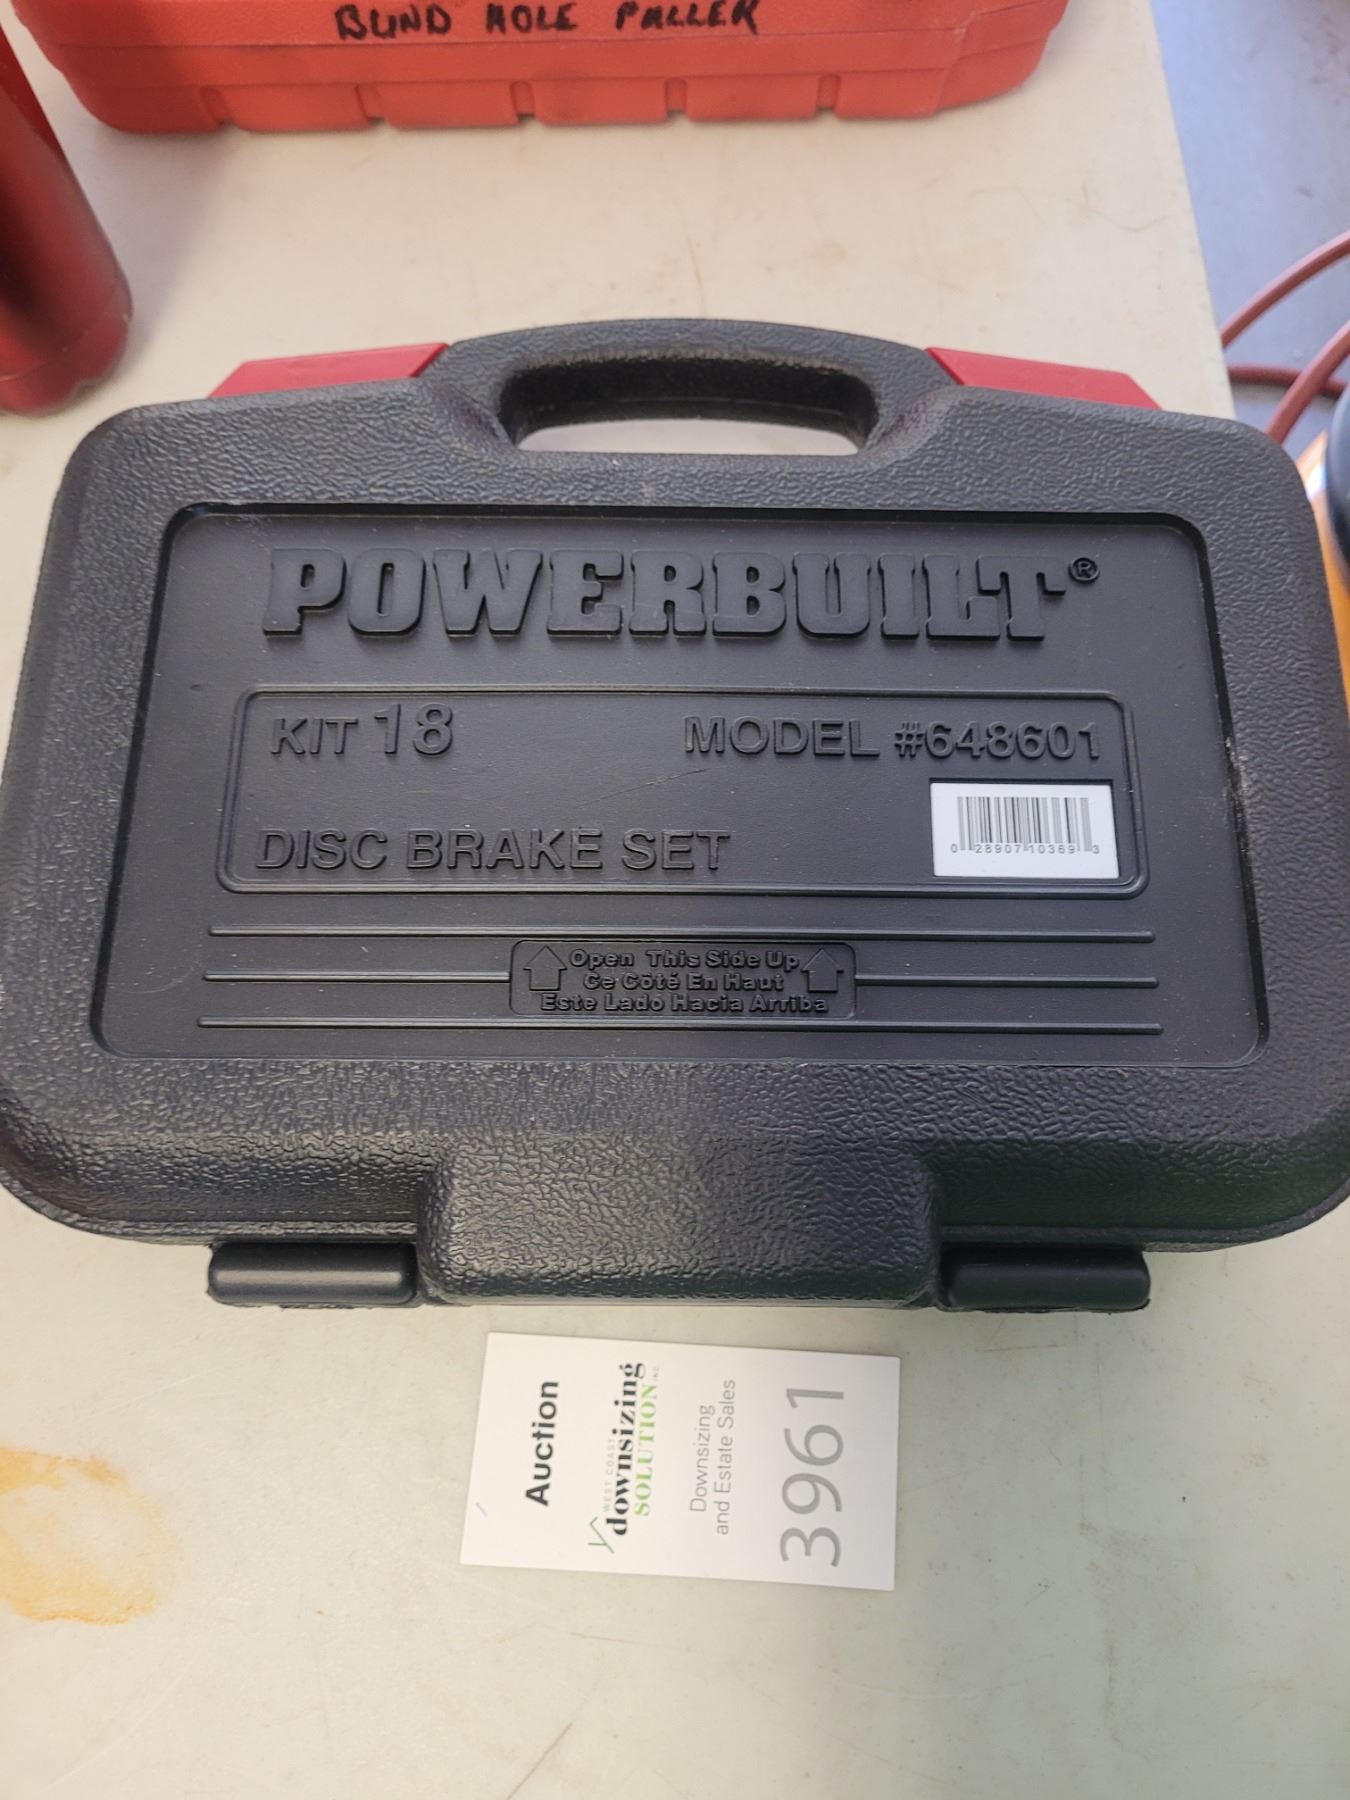 BLIND HOLE PULLER
POWERBUILT®
KIT 18 MODEL #648601
DISC BRAKE SET
0 28907 10369 3
Open This Side Up
Ce Côté En Haut
Este Lado Hacia Arriba
Auction
WEST COAST
downsizing
SOLUTION INC.
Downsizing
and Estate Sales
3961